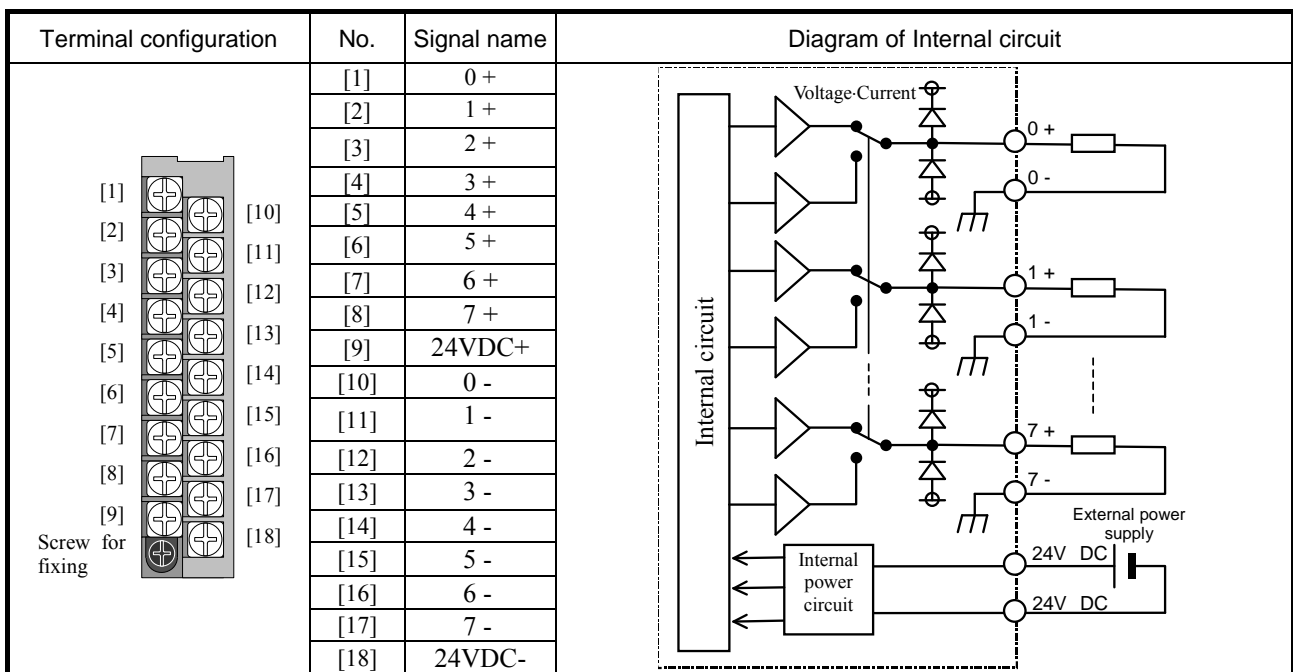 Terminal configuration No. Signal name Diagram of Internal circuit
[1] 0 +
[2] 1 +
[3] 2 +
[4] 3 +
[5] 4 +
[6] 5 +
[7] 6 +
[8] 7 +
[9] 24VDC+
[10] 0 -
[11] 1 -
[12] 2 -
[13] 3 -
[14] 4 -
[15] 5 -
[16] 6 -
[17] 7 -
[18] 24VDC-
[1]
[2]
[3]
[4]
[5]
[6]
[7]
[8]
[9]
Screw for
fixing
[10]
[11]
[12]
[13]
[14]
[15]
[16]
[17]
[18]
Internal circuit
Voltage·Current
0 +
0 -
1 +
1 -
7 +
7 -
External power
supply
24V DC
24V DC
Internal
power
circuit